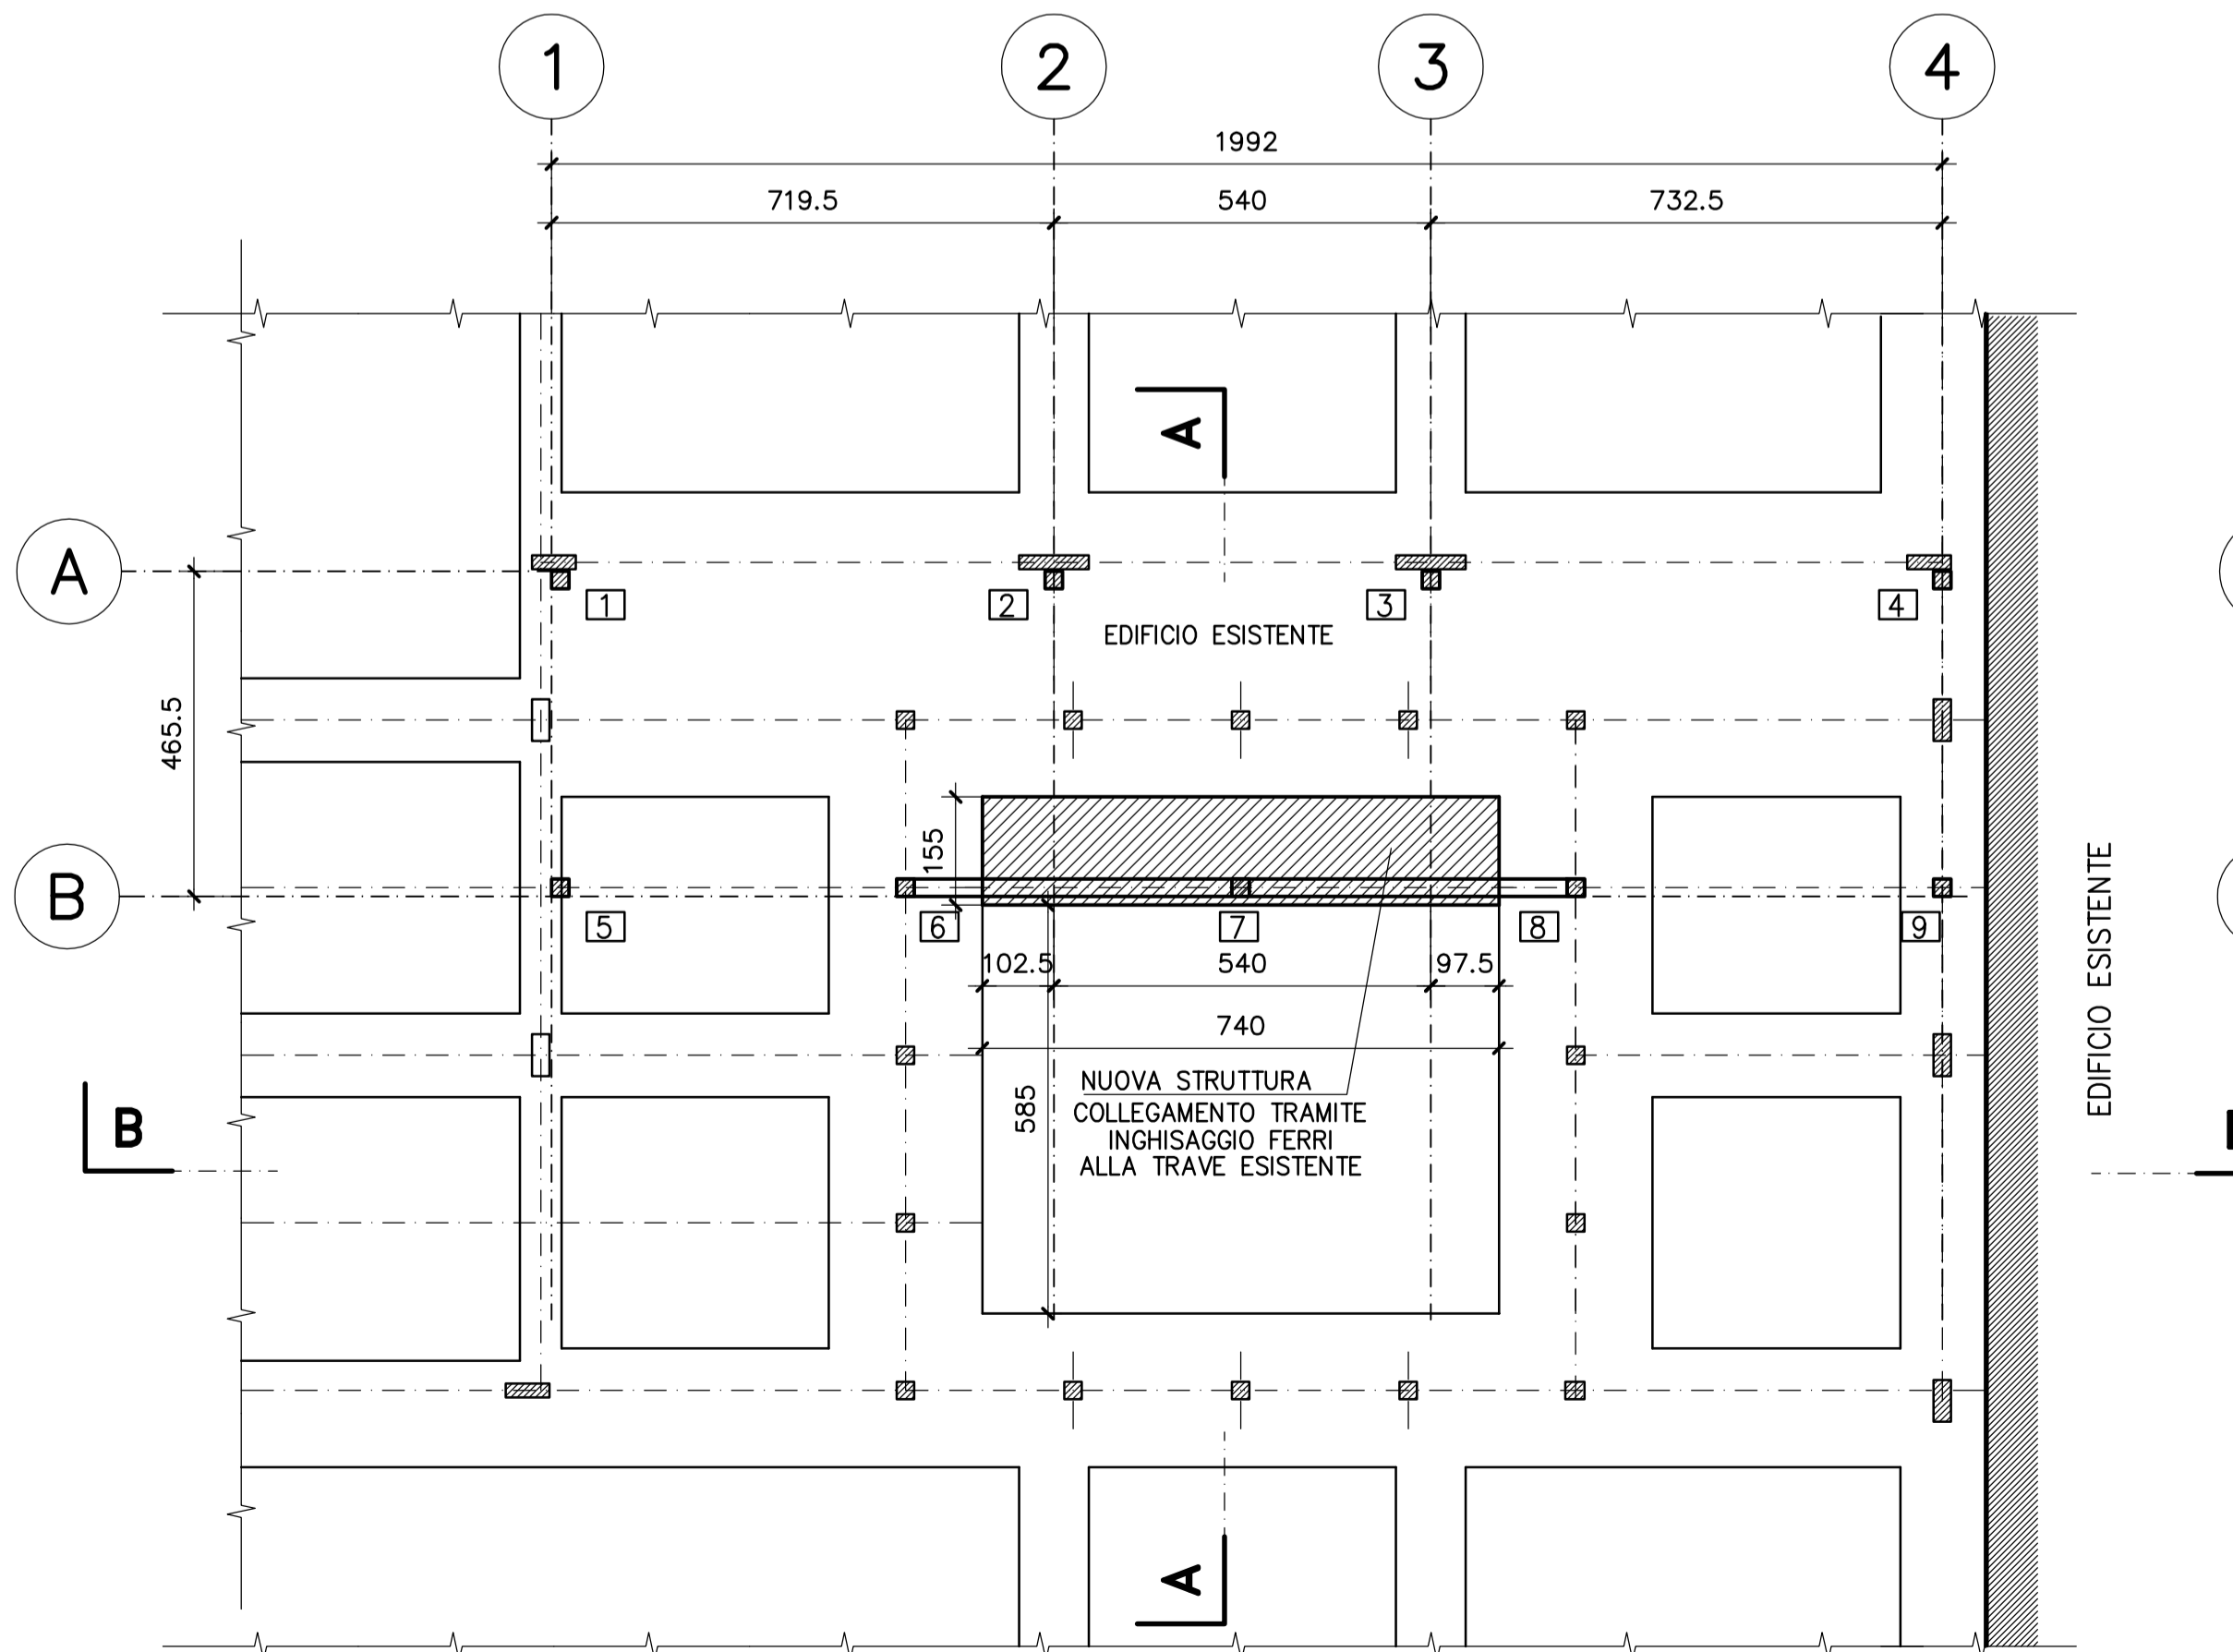 1 2 3 4
1992
719.5 540 732.5
A
A
1 2 3 4
EDIFICIO ESISTENTE
465.5
155
B
5 6 7 8 9
102.5 540 97.5
740
EDIFICIO ESISTENTE
585
NUOVA STRUTTURA
COLLEGAMENTO TRAMITE
INGHISAGGIO FERRI
ALLA TRAVE ESISTENTE
B
A